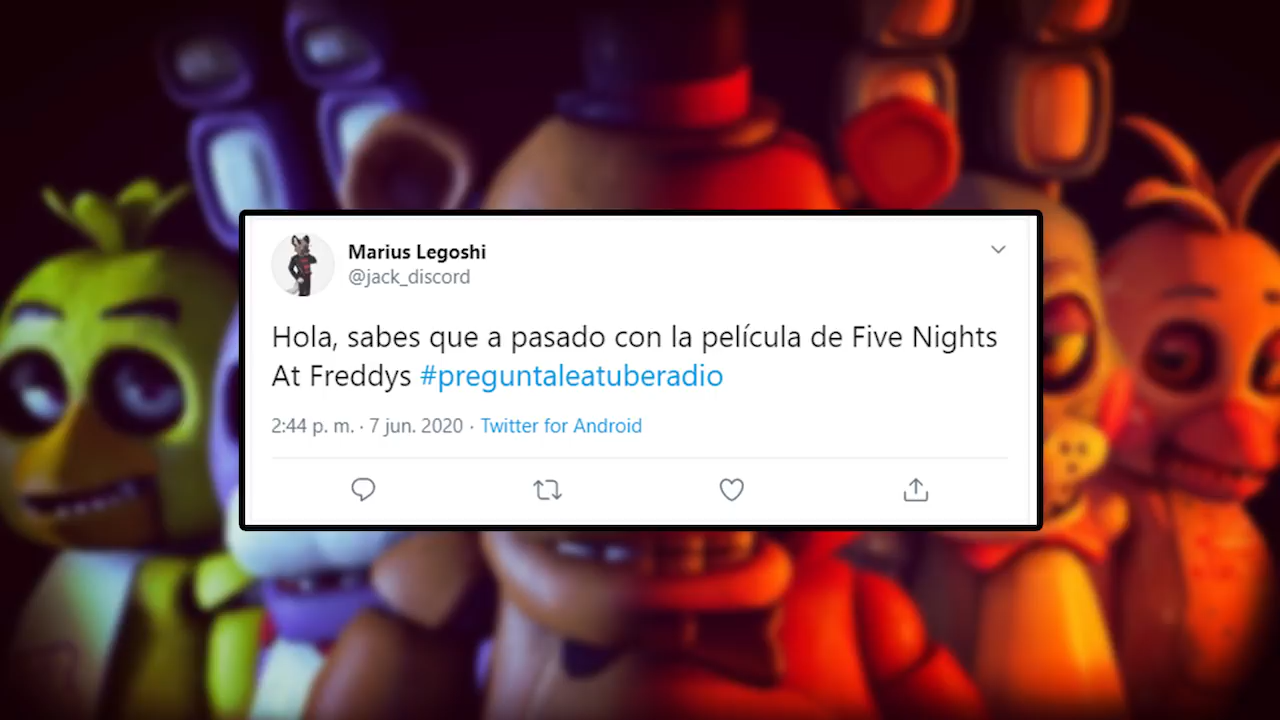 Marius Legoshi
@jack_discord
Hola, sabes que a pasado con la película de Five Nights
At Freddys #preguntaleatuberadio
2:44 p. m. · 7 jun. 2020 · Twitter for Android